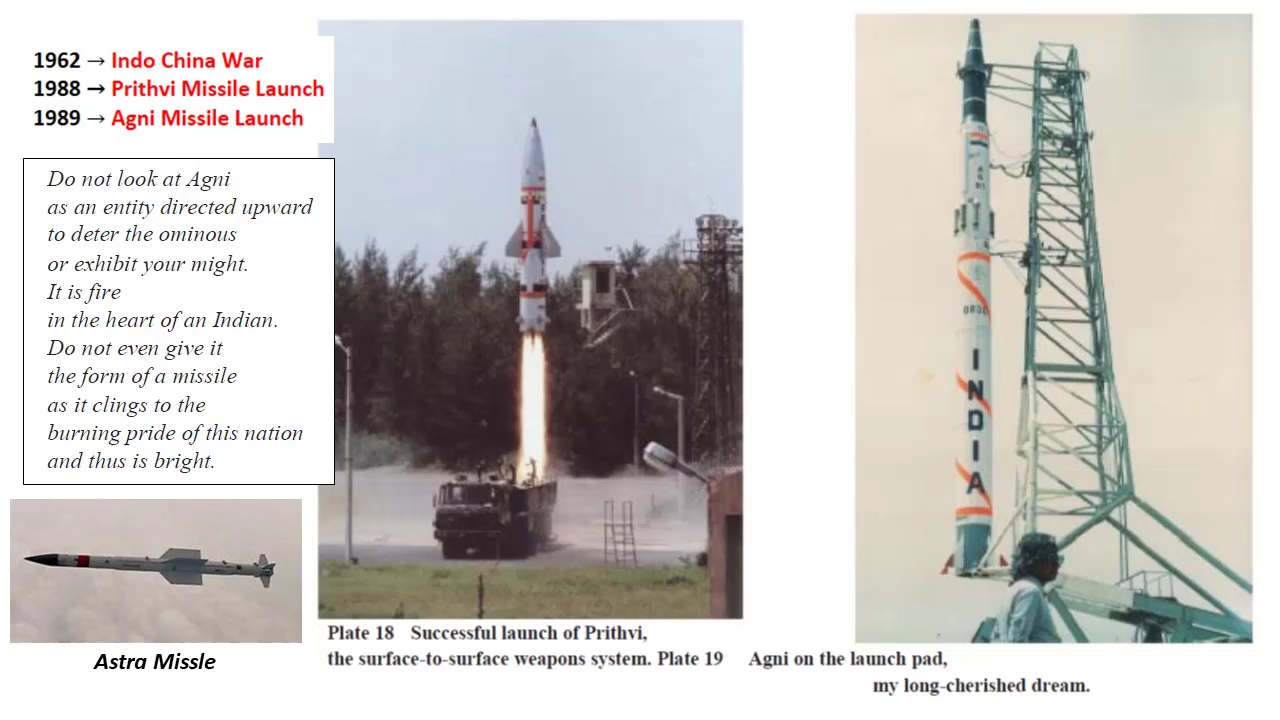 1962 → Indo China War
1988 → Prithvi Missile Launch
1989 → Agni Missile Launch
Do not look at Agni
as an entity directed upward
to deter the ominous
or exhibit your might.
It is fire
in the heart of an Indian.
Do not even give it
the form of a missile
as it clings to the
burning pride of this nation
and thus is bright.
Astra Missle
Plate 18 Successful launch of Prithvi,
the surface-to-surface weapons system. Plate 19 Agni on the launch pad,
my long-cherished dream.
AGNI
INDIA